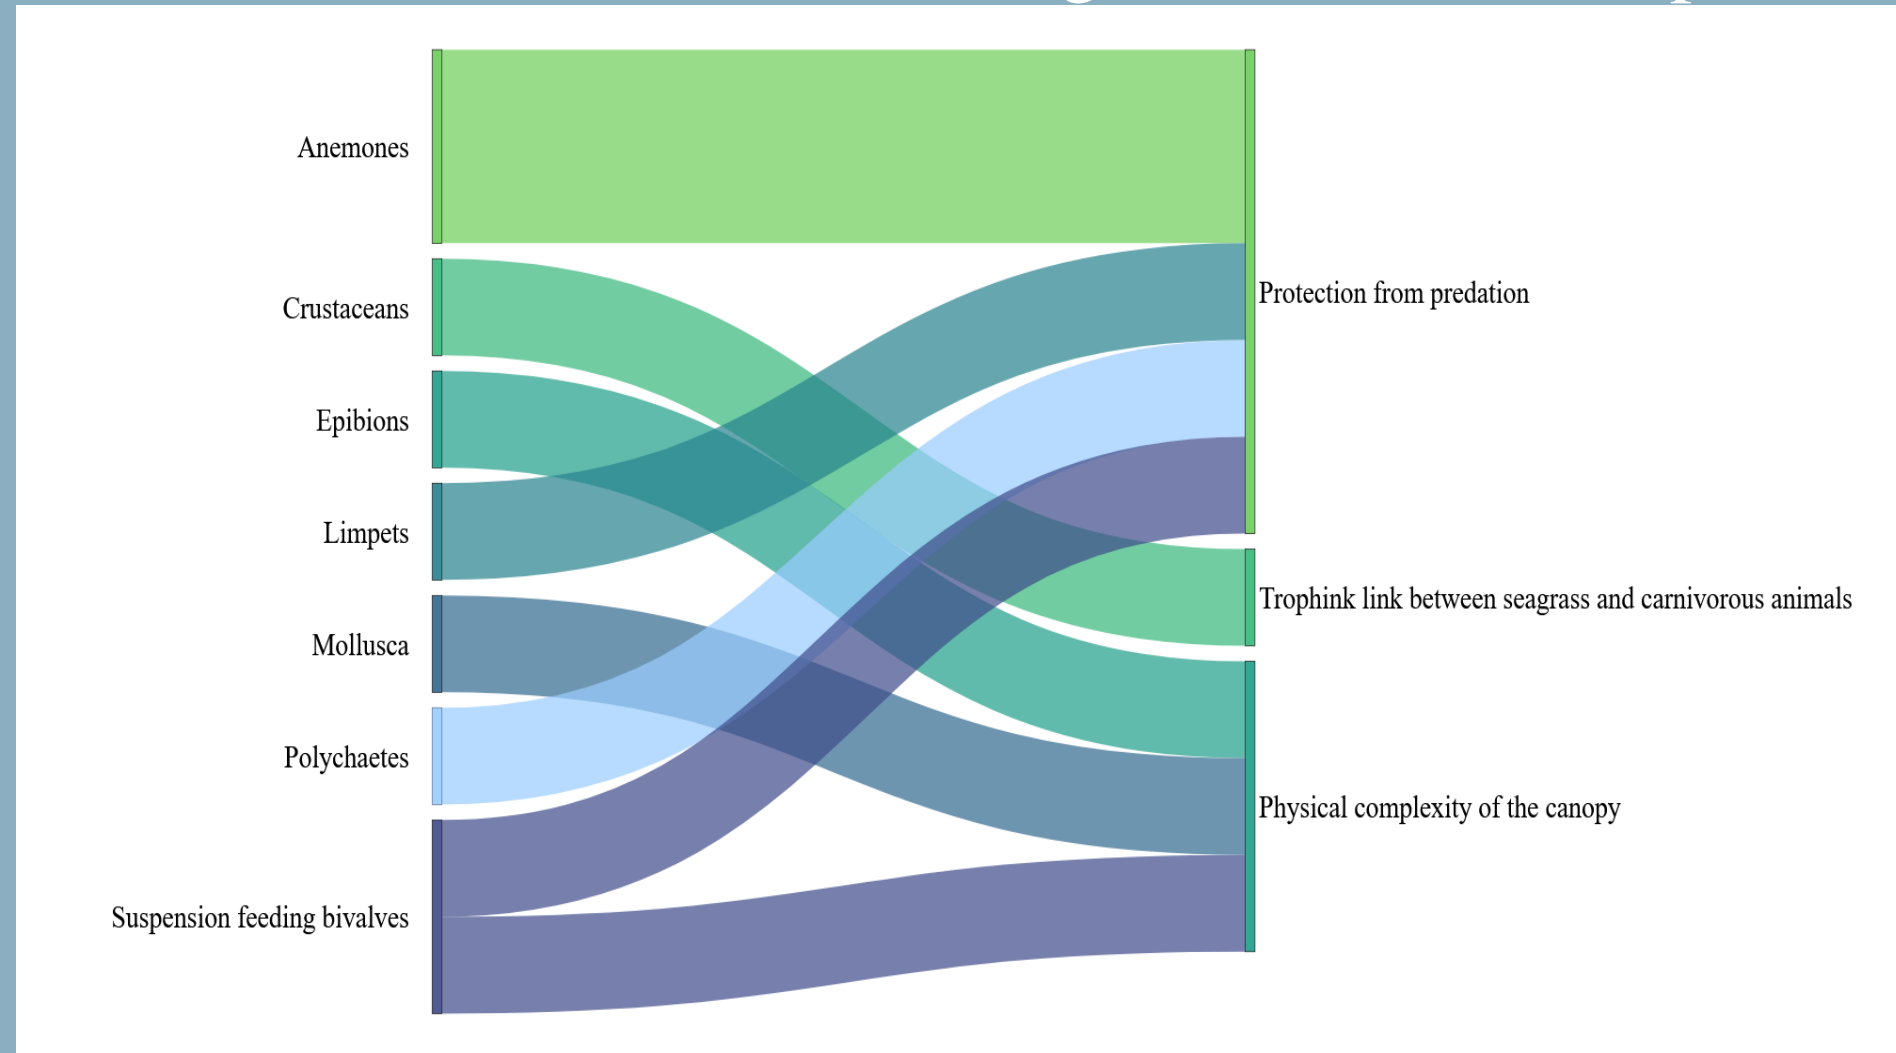 Anemones
Crustaceans
Epibions
Limpets
Mollusca
Polychaetes
Suspension feeding bivalves
Protection from predation
Trophink link between seagrass and carnivorous animals
Physical complexity of the canopy